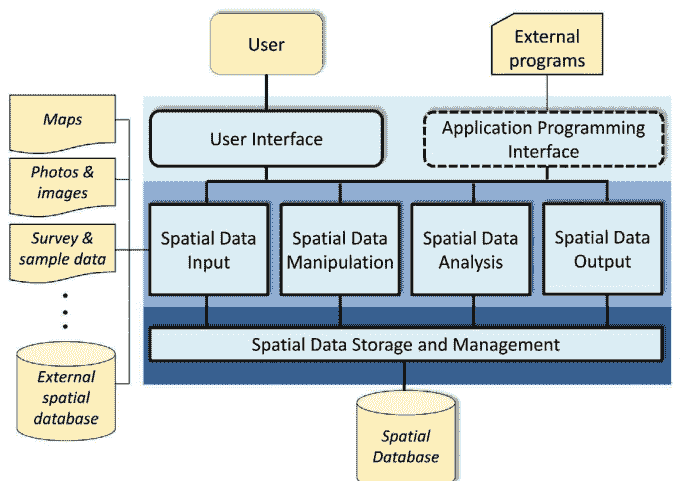 User
External
programs
Maps
User Interface
Application Programming
Interface
Photos &
images
Survey &
sample data
Spatial Data
Input
Spatial Data
Manipulation
Spatial Data
Analysis
Spatial Data
Output
Spatial Data Storage and Management
External
spatial
database
Spatial
Database